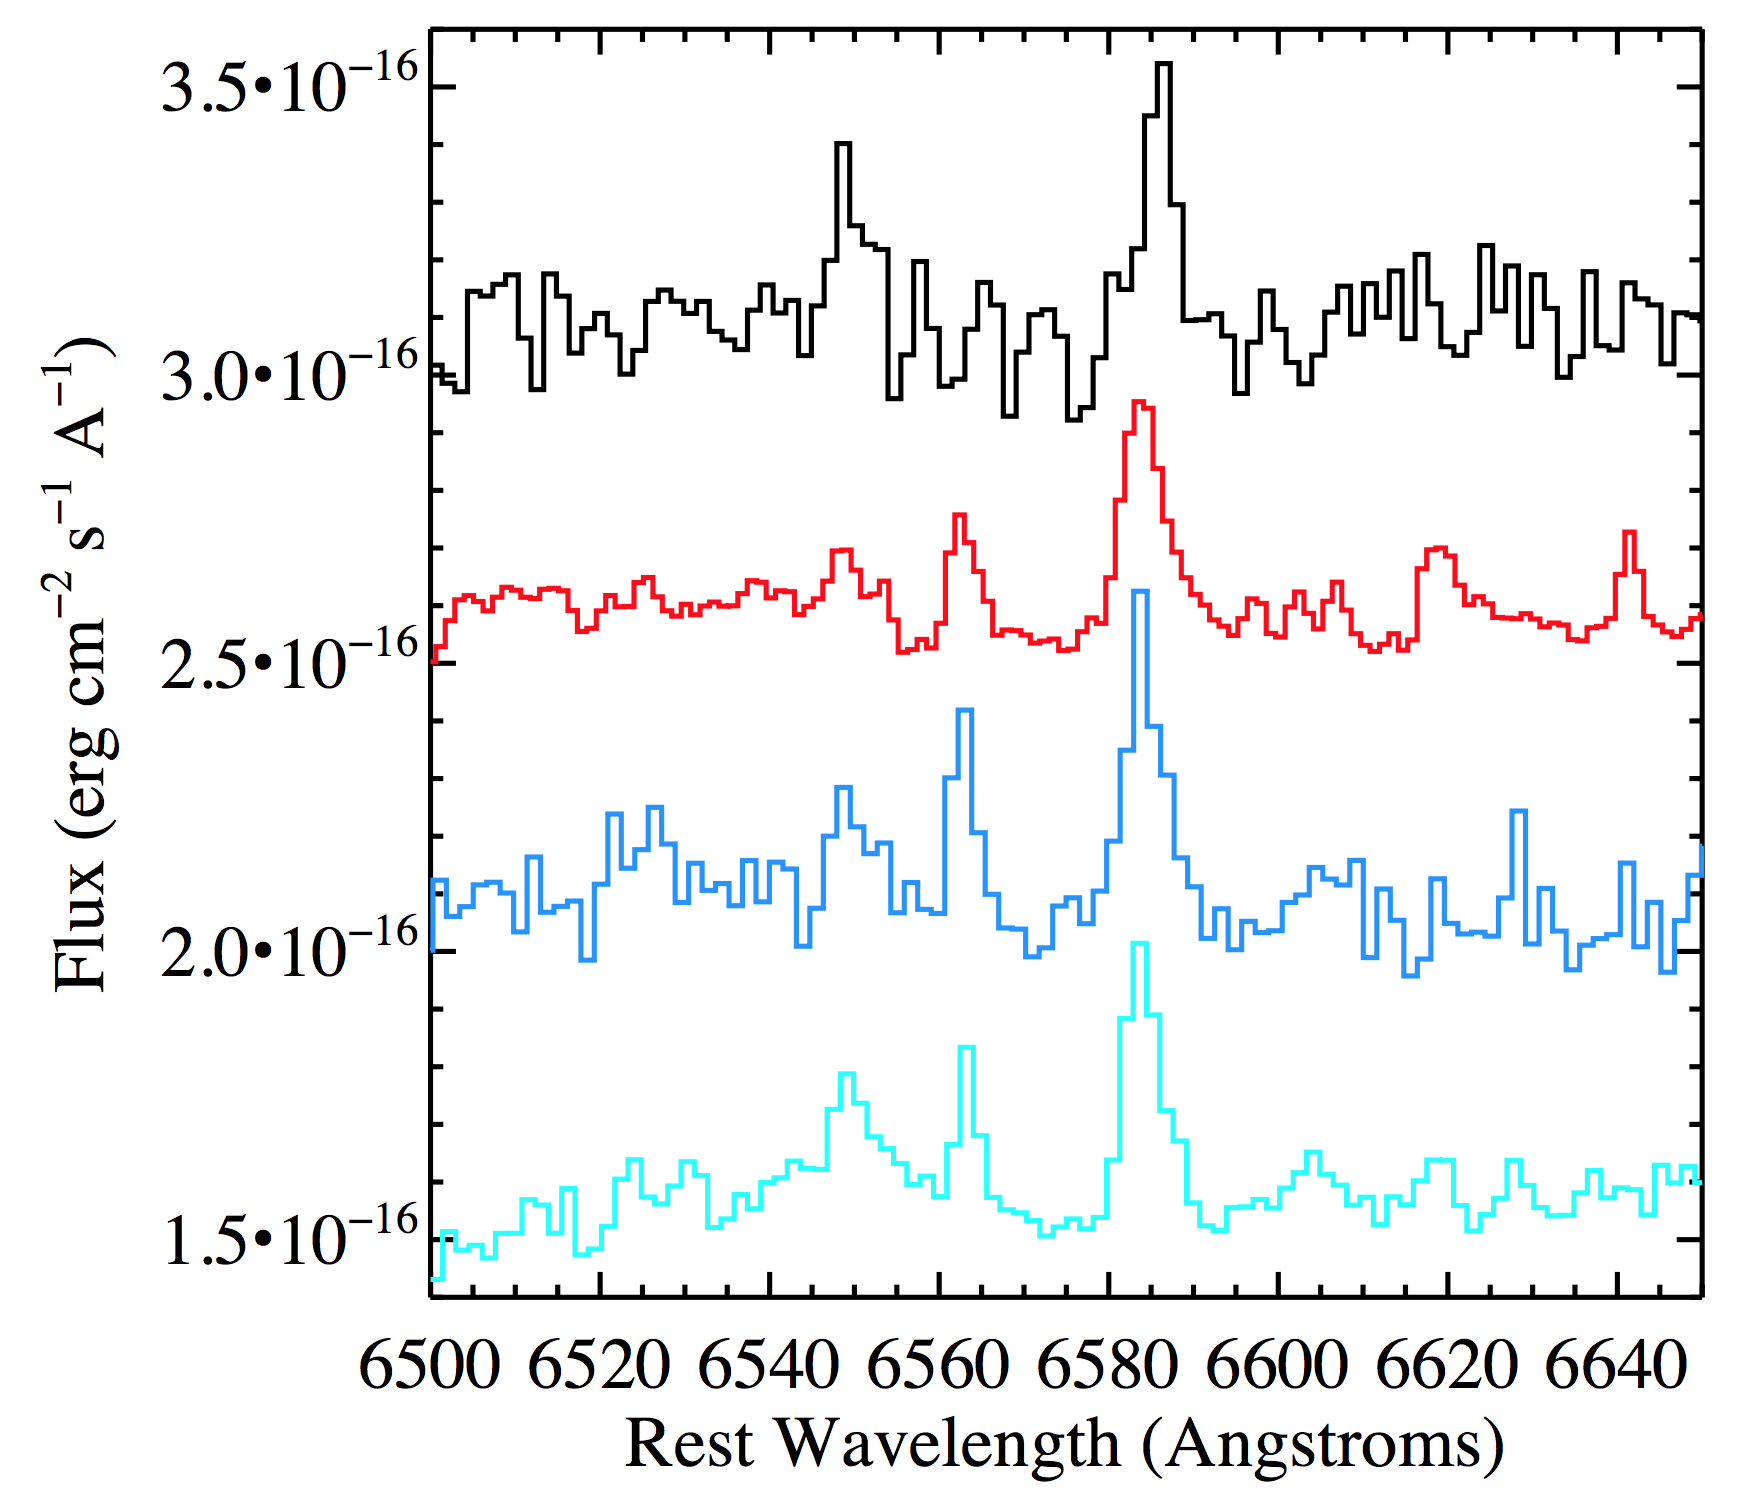 3.5•10⁻¹⁶
3.0•10⁻¹⁶
2.5•10⁻¹⁶
2.0•10⁻¹⁶
1.5•10⁻¹⁶
Flux (erg cm⁻² s⁻¹ A⁻¹)
6500 6520 6540 6560 6580 6600 6620 6640
Rest Wavelength (Angstroms)